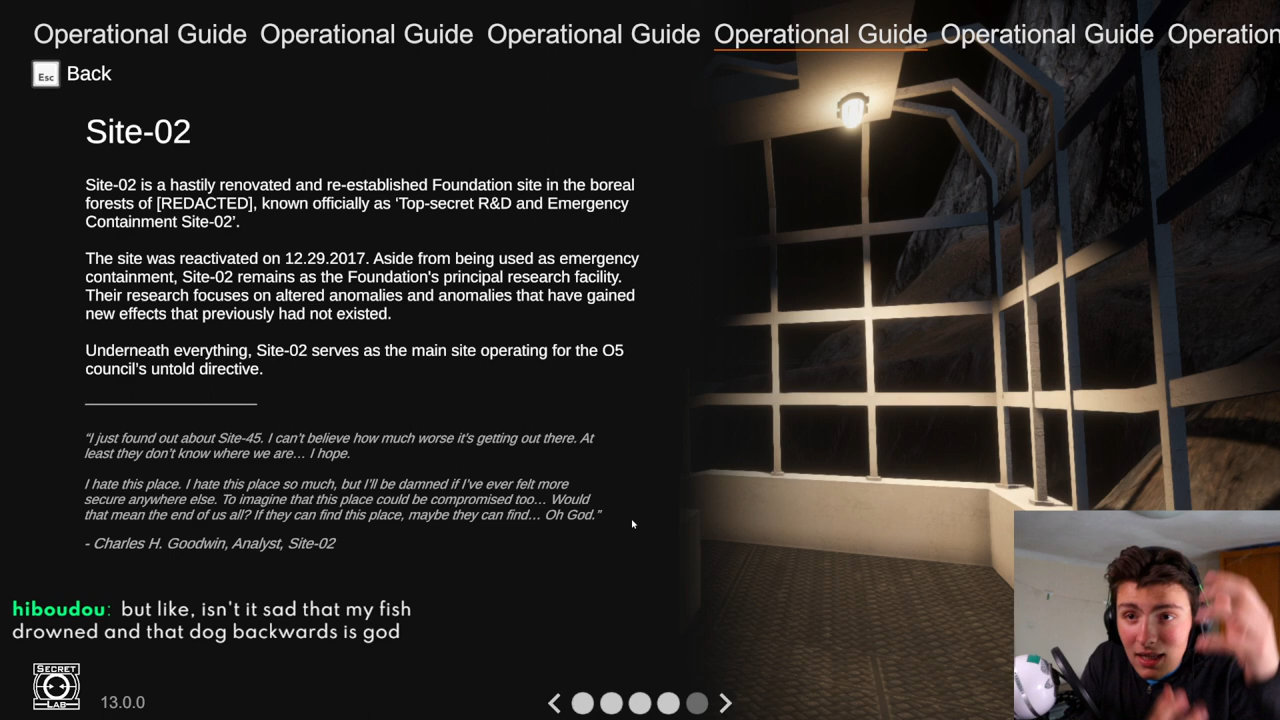 Operational Guide Operational Guide Operational Guide Operational Guide Operational Guide Operation
Esc Back
Site-02
Site-02 is a hastily renovated and re-established Foundation site in the boreal
forests of [REDACTED], known officially as 'Top-secret R&D and Emergency
Containment Site-02'.
The site was reactivated on 12.29.2017. Aside from being used as emergency
containment, Site-02 remains as the Foundation's principal research facility.
Their research focuses on altered anomalies and anomalies that have gained
new effects that previously had not existed.
Underneath everything, Site-02 serves as the main site operating for the O5
council's untold directive.
“I just found out about Site-45. I can't believe how much worse it's getting out there. At
least they don't know where we are… I hope.
I hate this place. I hate this place so much, but I'll be damned if I've ever felt more
secure anywhere else. To imagine that this place could be compromised too… Would
that mean the end of us all? If they can find this place, maybe they can find… Oh God.”
- Charles H. Goodwin, Analyst, Site-02
hiboudou: but like, isn't it sad that my fish
drowned and that dog backwards is god
SECRET
LAB
13.0.0